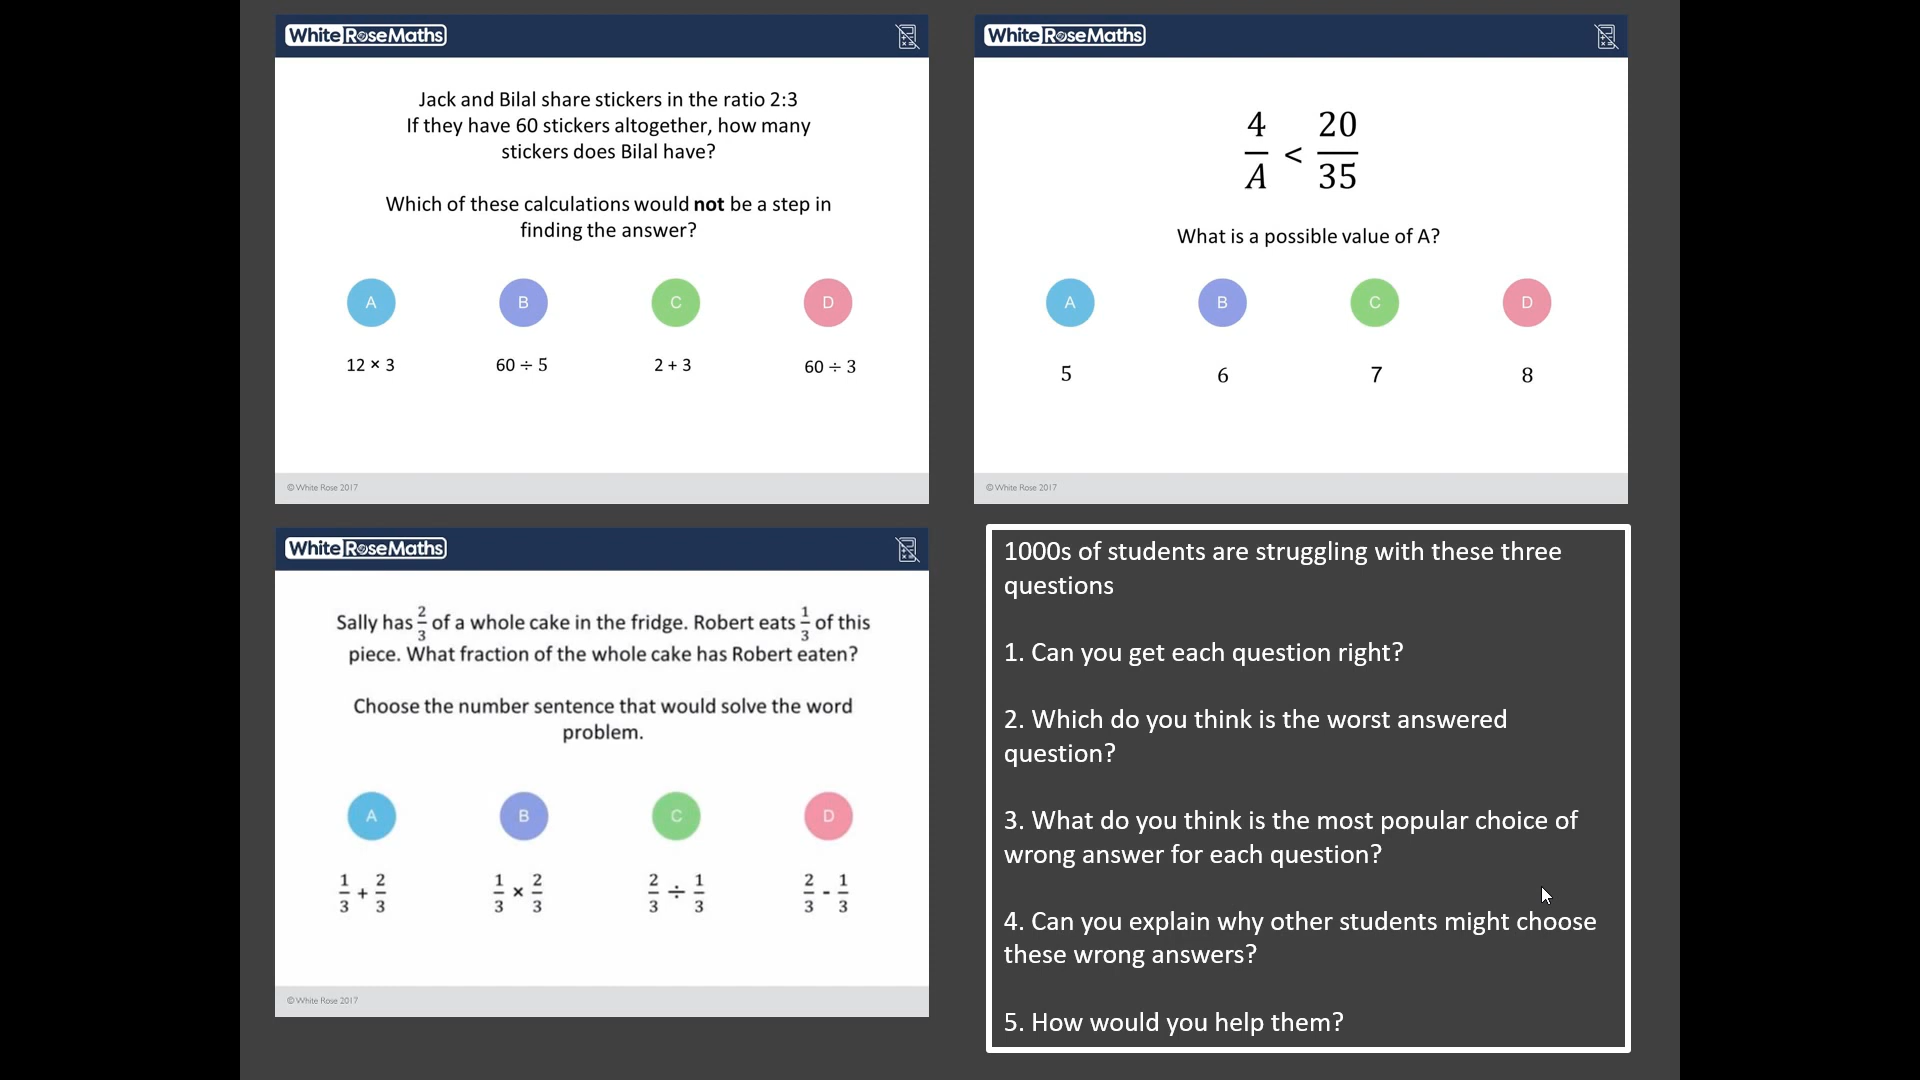 White Rose Maths
Jack and Bilal share stickers in the ratio 2:3
If they have 60 stickers altogether, how many
stickers does Bilal have?
Which of these calculations would not be a step in
finding the answer?
A B C D
12 × 3 60 ÷ 5 2 + 3 60 ÷ 3
© White Rose 2017
White Rose Maths
4/A < 20/35
What is a possible value of A?
A B C D
5 6 7 8
© White Rose 2017
White Rose Maths
Sally has 2/3 of a whole cake in the fridge. Robert eats 1/3 of this
piece. What fraction of the whole cake has Robert eaten?
Choose the number sentence that would solve the word
problem.
A B C D
1/3 + 2/3 1/3 × 2/3 2/3 ÷ 1/3 2/3 - 1/3
© White Rose 2017
1000s of students are struggling with these three
questions
1. Can you get each question right?
2. Which do you think is the worst answered
question?
3. What do you think is the most popular choice of
wrong answer for each question?
4. Can you explain why other students might choose
these wrong answers?
5. How would you help them?